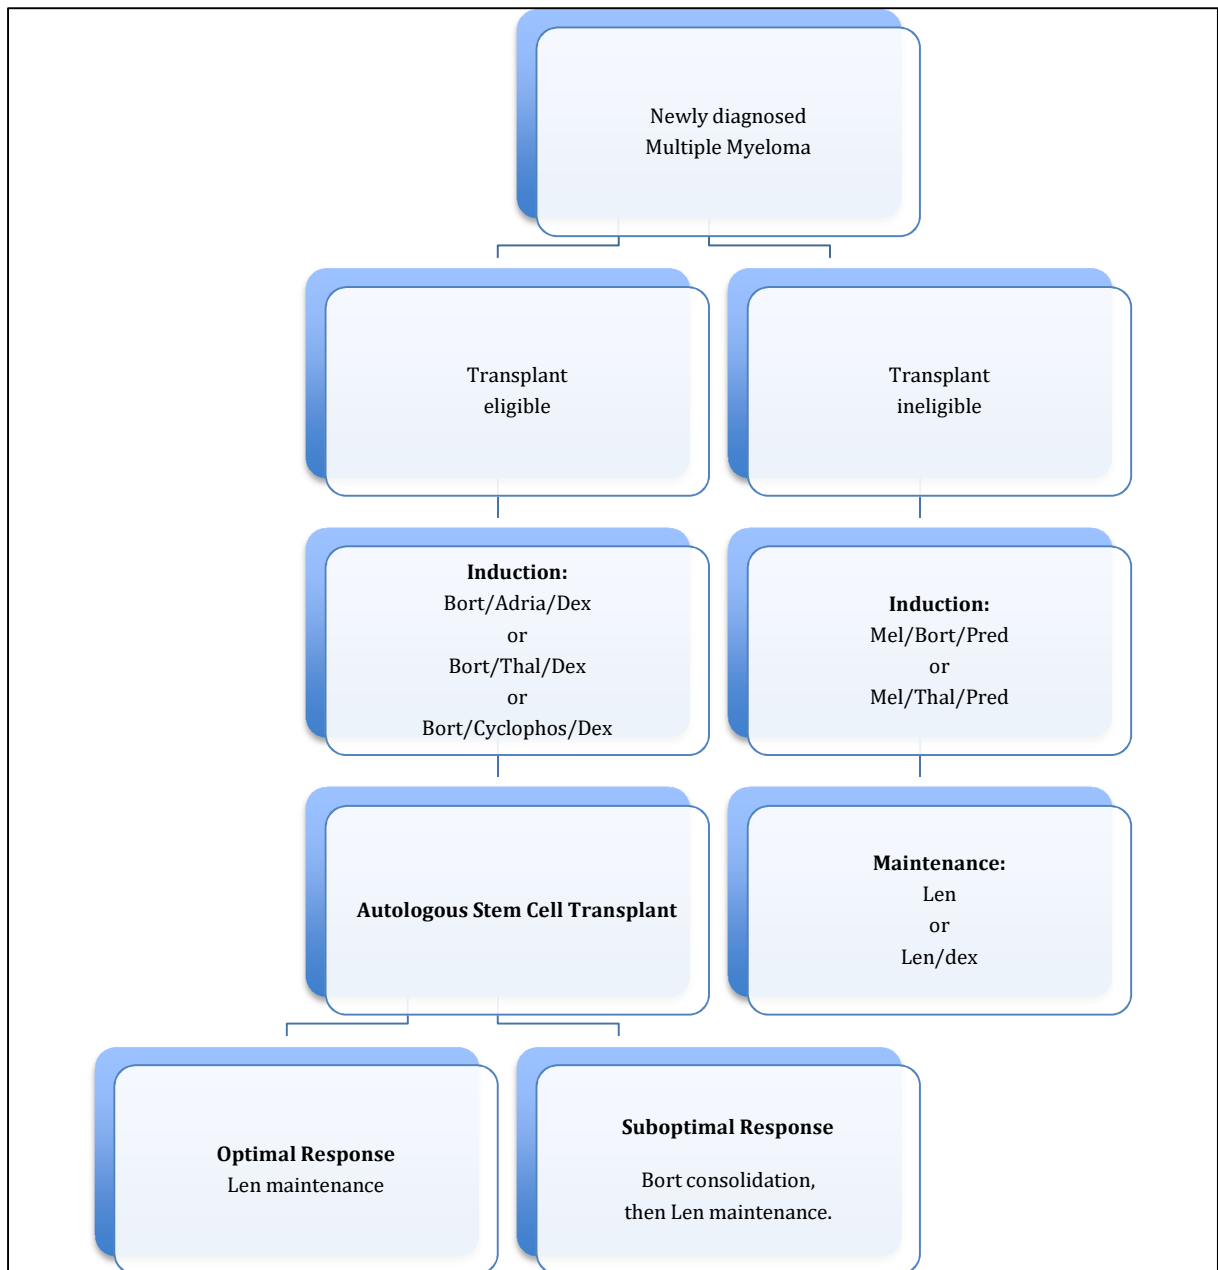 Newly diagnosed
Multiple Myeloma
Transplant
eligible
Transplant
ineligible
Induction:
Bort/Adria/Dex
or
Bort/Thal/Dex
or
Bort/Cyclophos/Dex
Induction:
Mel/Bort/Pred
or
Mel/Thal/Pred
Autologous Stem Cell Transplant
Maintenance:
Len
or
Len/dex
Optimal Response
Len maintenance
Suboptimal Response
Bort consolidation,
then Len maintenance.